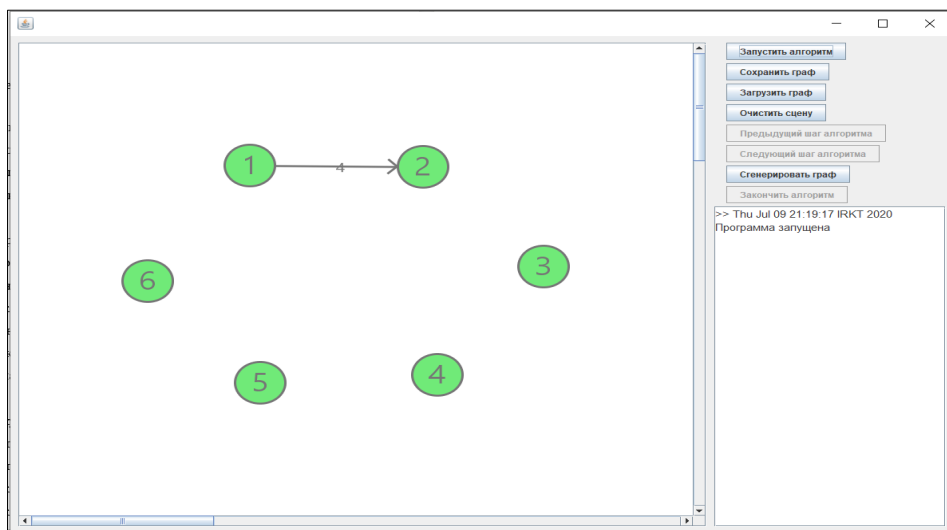 Запустить алгоритм
Сохранить граф
Загрузить граф
Очистить сцену
Предыдущий шаг алгоритма
Следующий шаг алгоритма
Сгенерировать граф
Закончить алгоритм
>> Thu Jul 09 21:19:17 IRKT 2020
Программа запущена
1
4
2
3
6
4
5